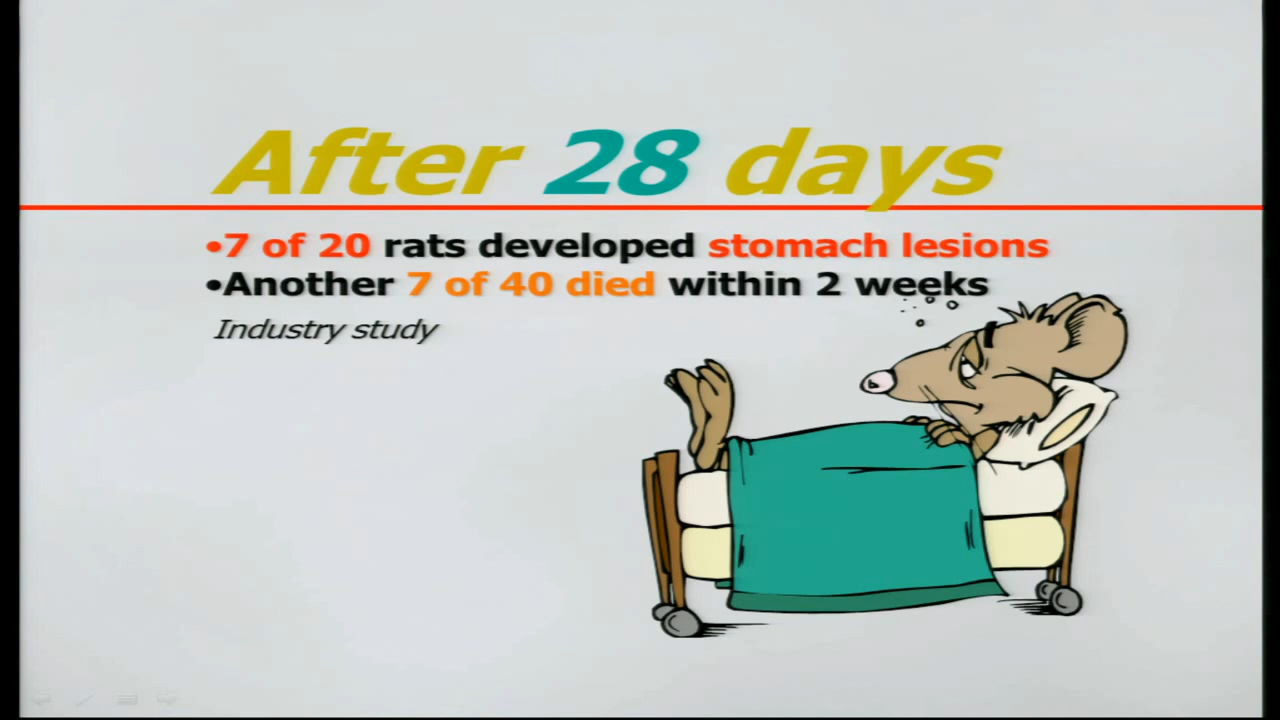 After 28 days
•7 of 20 rats developed stomach lesions
•Another 7 of 40 died within 2 weeks
Industry study